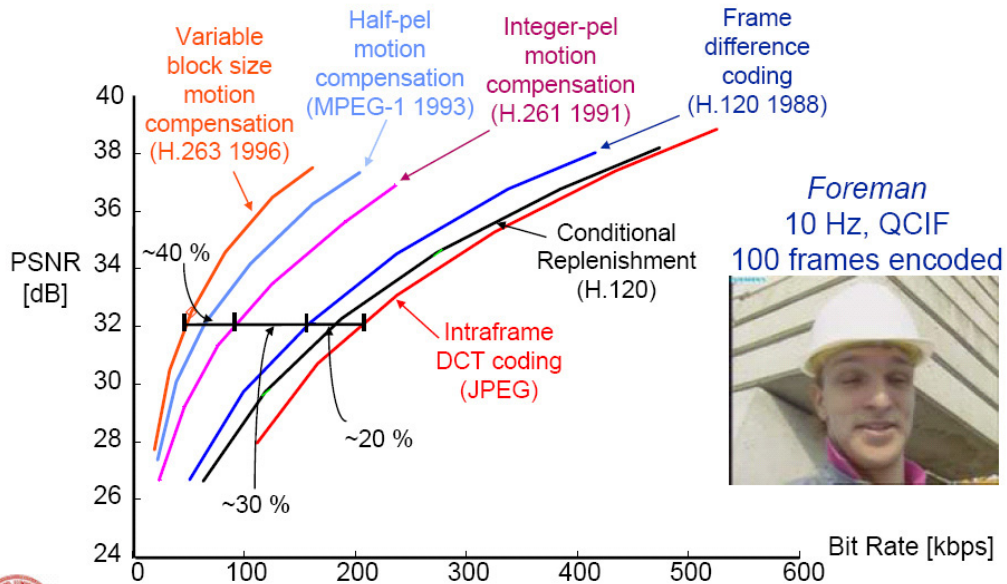 Variable
block size
motion
compensation
(H.263 1996)
Half-pel
motion
compensation
(MPEG-1 1993)
Integer-pel
motion
compensation
(H.261 1991)
Frame
difference
coding
(H.120 1988)
40
38
36
34
32
30
28
26
24
PSNR
[dB]
~40 %
~30 %
~20 %
Conditional
Replenishment
(H.120)
Intraframe
DCT coding
(JPEG)
Foreman
10 Hz, QCIF
100 frames encoded
0
100
200
300
400
500
600
Bit Rate [kbps]